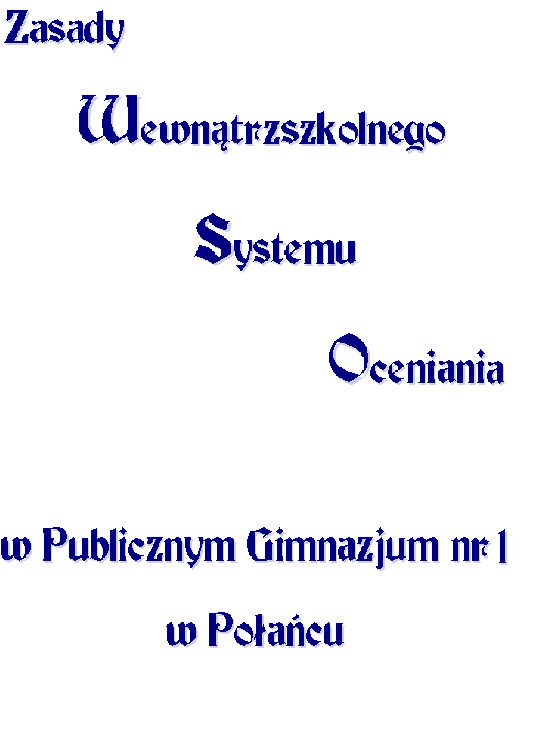 Zasady
Wewnątrzszkolnego
Systemu
Oceniania
w Publicznym Gimnazjum nr 1
w Połańcu